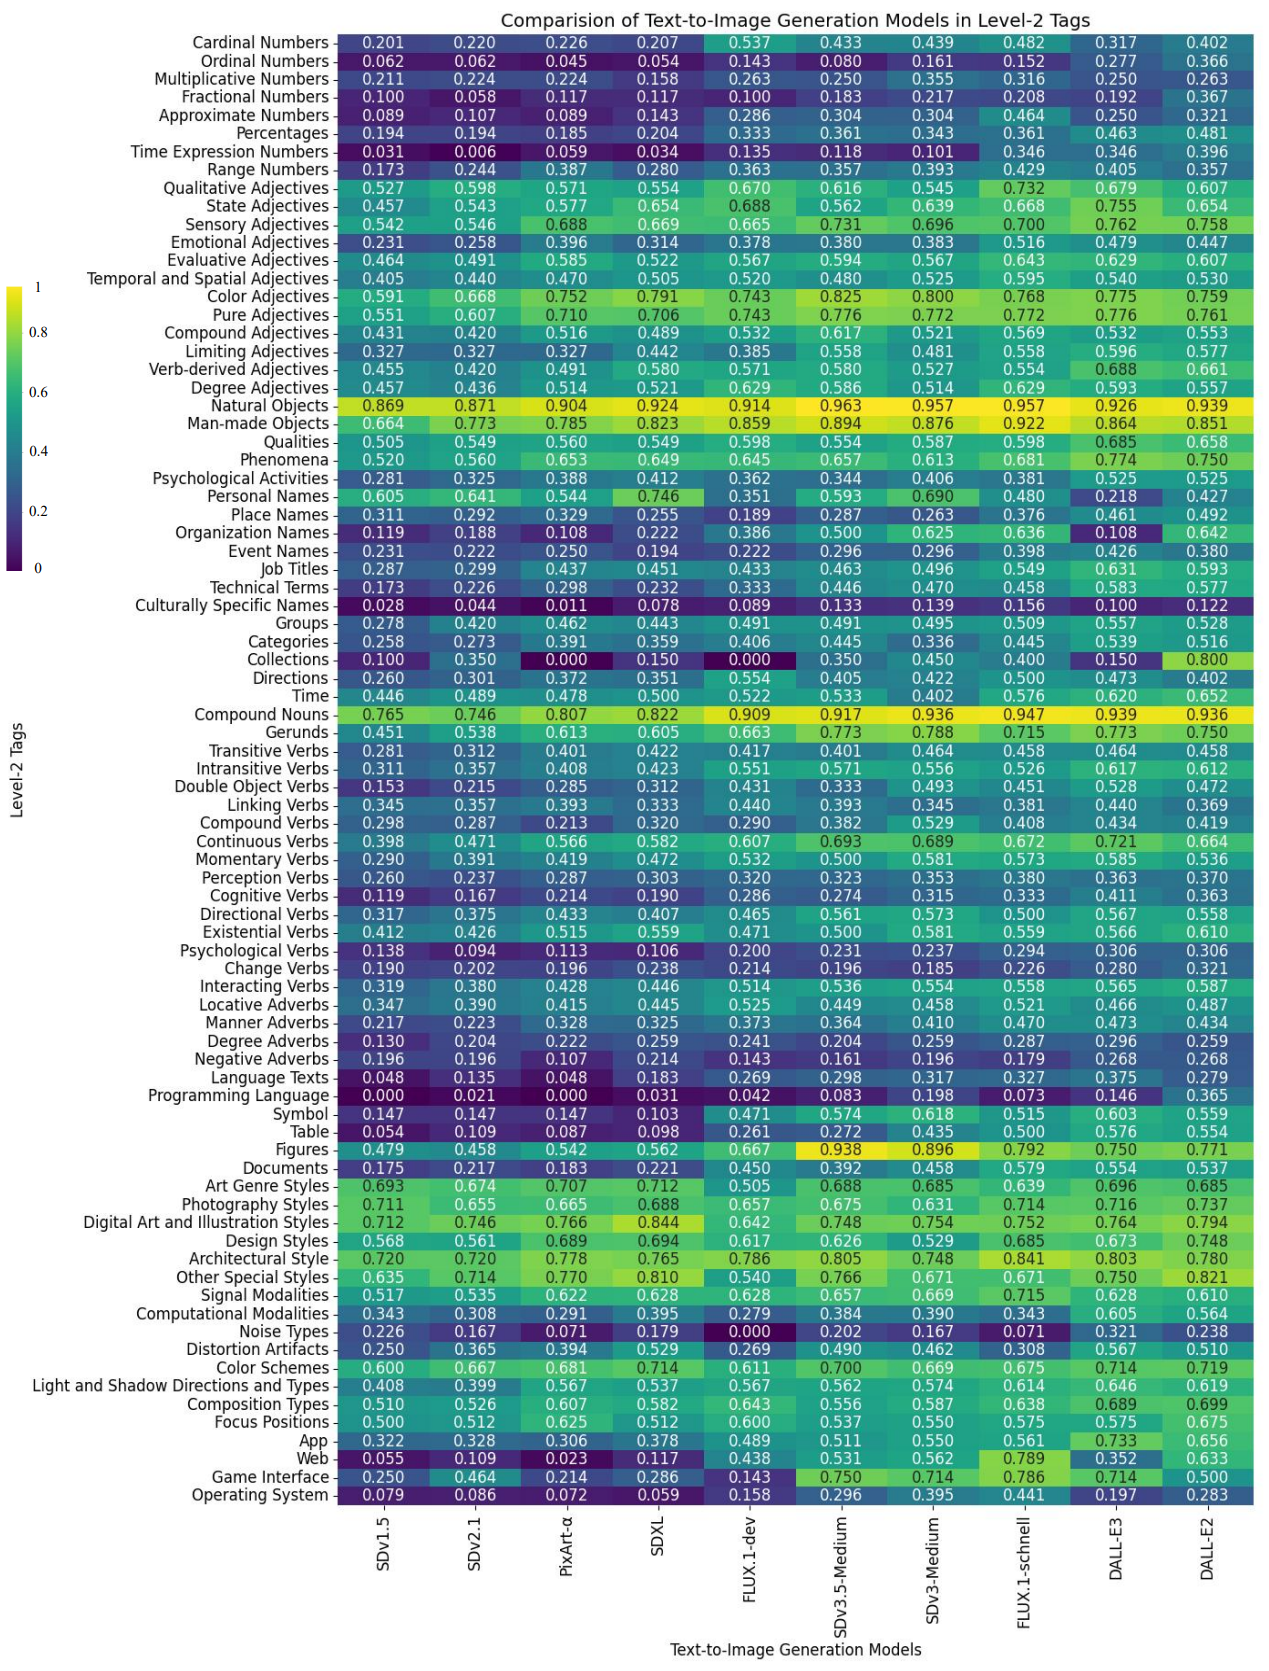 Comparision of Text-to-Image Generation Models in Level-2 Tags
Cardinal Numbers 0.201 0.220 0.226 0.207 0.537 0.433 0.439 0.482 0.317 0.402
Ordinal Numbers 0.062 0.062 0.045 0.054 0.143 0.080 0.161 0.152 0.277 0.366
Multiplicative Numbers 0.211 0.224 0.224 0.158 0.263 0.250 0.355 0.316 0.250 0.263
Fractional Numbers 0.100 0.058 0.117 0.117 0.100 0.183 0.217 0.208 0.192 0.367
Approximate Numbers 0.089 0.107 0.089 0.143 0.286 0.304 0.304 0.464 0.250 0.321
Percentages 0.194 0.194 0.185 0.204 0.333 0.361 0.343 0.361 0.463 0.481
Time Expression Numbers 0.031 0.006 0.059 0.034 0.135 0.118 0.101 0.346 0.346 0.396
Range Numbers 0.173 0.244 0.387 0.280 0.363 0.357 0.393 0.429 0.405 0.357
Qualitative Adjectives 0.527 0.598 0.571 0.554 0.670 0.616 0.545 0.732 0.679 0.607
State Adjectives 0.457 0.543 0.577 0.654 0.688 0.562 0.639 0.668 0.755 0.654
Sensory Adjectives 0.542 0.546 0.688 0.669 0.665 0.731 0.696 0.700 0.762 0.758
Emotional Adjectives 0.231 0.258 0.396 0.314 0.378 0.380 0.383 0.516 0.479 0.447
Evaluative Adjectives 0.464 0.491 0.585 0.522 0.567 0.594 0.567 0.643 0.629 0.607
Temporal and Spatial Adjectives 0.405 0.440 0.470 0.505 0.520 0.480 0.525 0.595 0.540 0.530
Color Adjectives 0.591 0.668 0.752 0.791 0.743 0.825 0.800 0.768 0.775 0.759
Pure Adjectives 0.551 0.607 0.710 0.706 0.743 0.776 0.772 0.772 0.776 0.761
Compound Adjectives 0.431 0.420 0.516 0.489 0.532 0.617 0.521 0.569 0.532 0.553
Limiting Adjectives 0.327 0.327 0.327 0.442 0.385 0.558 0.481 0.558 0.596 0.577
Verb-derived Adjectives 0.455 0.420 0.491 0.580 0.571 0.580 0.527 0.554 0.688 0.661
Degree Adjectives 0.457 0.436 0.514 0.521 0.629 0.586 0.514 0.629 0.593 0.557
Natural Objects 0.869 0.871 0.904 0.924 0.914 0.963 0.957 0.957 0.926 0.939
Man-made Objects 0.664 0.773 0.785 0.823 0.859 0.894 0.876 0.922 0.864 0.851
Qualities 0.505 0.549 0.560 0.549 0.598 0.554 0.587 0.598 0.685 0.658
Phenomena 0.520 0.560 0.653 0.649 0.645 0.657 0.613 0.681 0.774 0.750
Psychological Activities 0.281 0.325 0.388 0.412 0.362 0.344 0.406 0.381 0.525 0.525
Personal Names 0.605 0.641 0.544 0.746 0.351 0.593 0.690 0.480 0.218 0.427
Place Names 0.311 0.292 0.329 0.255 0.189 0.287 0.263 0.376 0.461 0.492
Organization Names 0.119 0.188 0.108 0.222 0.386 0.500 0.625 0.636 0.108 0.642
Event Names 0.231 0.222 0.250 0.194 0.222 0.296 0.296 0.398 0.426 0.380
Job Titles 0.287 0.299 0.437 0.451 0.433 0.463 0.496 0.549 0.631 0.593
Technical Terms 0.173 0.226 0.298 0.232 0.333 0.446 0.470 0.458 0.583 0.577
Culturally Specific Names 0.028 0.044 0.011 0.078 0.089 0.133 0.139 0.156 0.100 0.122
Groups 0.278 0.420 0.462 0.443 0.491 0.491 0.495 0.509 0.557 0.528
Categories 0.258 0.273 0.391 0.359 0.406 0.445 0.336 0.445 0.539 0.516
Collections 0.100 0.350 0.000 0.150 0.000 0.350 0.450 0.400 0.150 0.800
Directions 0.260 0.301 0.372 0.351 0.554 0.405 0.422 0.500 0.473 0.402
Time 0.446 0.489 0.478 0.500 0.522 0.533 0.402 0.576 0.620 0.652
Compound Nouns 0.765 0.746 0.807 0.822 0.909 0.917 0.936 0.947 0.939 0.936
Gerunds 0.451 0.538 0.613 0.605 0.663 0.773 0.788 0.715 0.773 0.750
Transitive Verbs 0.281 0.312 0.401 0.422 0.417 0.401 0.464 0.458 0.464 0.458
Intransitive Verbs 0.311 0.357 0.408 0.423 0.551 0.571 0.556 0.526 0.617 0.612
Double Object Verbs 0.153 0.215 0.285 0.312 0.431 0.333 0.493 0.451 0.528 0.472
Linking Verbs 0.345 0.357 0.393 0.333 0.440 0.393 0.345 0.381 0.440 0.369
Compound Verbs 0.298 0.287 0.213 0.320 0.290 0.382 0.529 0.408 0.434 0.419
Continuous Verbs 0.398 0.471 0.566 0.582 0.607 0.693 0.689 0.672 0.721 0.664
Momentary Verbs 0.290 0.391 0.419 0.472 0.532 0.500 0.581 0.573 0.585 0.536
Perception Verbs 0.260 0.237 0.287 0.303 0.320 0.323 0.353 0.380 0.363 0.370
Cognitive Verbs 0.119 0.167 0.214 0.190 0.286 0.274 0.315 0.333 0.411 0.363
Directional Verbs 0.317 0.375 0.433 0.407 0.465 0.561 0.573 0.500 0.567 0.558
Existential Verbs 0.412 0.426 0.515 0.559 0.471 0.500 0.581 0.559 0.566 0.610
Psychological Verbs 0.138 0.094 0.113 0.106 0.200 0.231 0.237 0.294 0.306 0.306
Change Verbs 0.190 0.202 0.196 0.238 0.214 0.196 0.185 0.226 0.280 0.321
Interacting Verbs 0.319 0.380 0.428 0.446 0.514 0.536 0.554 0.558 0.565 0.587
Locative Adverbs 0.347 0.390 0.415 0.445 0.525 0.449 0.458 0.521 0.466 0.487
Manner Adverbs 0.217 0.223 0.328 0.325 0.373 0.364 0.410 0.470 0.473 0.434
Degree Adverbs 0.130 0.204 0.222 0.259 0.241 0.204 0.259 0.287 0.296 0.259
Negative Adverbs 0.196 0.196 0.107 0.214 0.143 0.161 0.196 0.179 0.268 0.268
Language Texts 0.048 0.135 0.048 0.183 0.269 0.298 0.317 0.327 0.375 0.279
Programming Language 0.000 0.021 0.000 0.031 0.042 0.083 0.198 0.073 0.146 0.365
Symbol 0.147 0.147 0.147 0.103 0.471 0.574 0.618 0.515 0.603 0.559
Table 0.054 0.109 0.087 0.098 0.261 0.272 0.435 0.500 0.576 0.554
Figures 0.479 0.458 0.542 0.562 0.667 0.938 0.896 0.792 0.750 0.771
Documents 0.175 0.217 0.183 0.221 0.450 0.392 0.458 0.579 0.554 0.537
Art Genre Styles 0.693 0.674 0.707 0.712 0.505 0.688 0.685 0.639 0.696 0.685
Photography Styles 0.711 0.655 0.665 0.688 0.657 0.675 0.631 0.714 0.716 0.737
Digital Art and Illustration Styles 0.712 0.746 0.766 0.844 0.642 0.748 0.754 0.752 0.764 0.794
Design Styles 0.568 0.561 0.689 0.694 0.617 0.626 0.529 0.685 0.673 0.748
Architectural Style 0.720 0.720 0.778 0.765 0.786 0.805 0.748 0.841 0.803 0.780
Other Special Styles 0.635 0.714 0.770 0.810 0.540 0.766 0.671 0.671 0.750 0.821
Signal Modalities 0.517 0.535 0.622 0.628 0.628 0.657 0.669 0.715 0.628 0.610
Computational Modalities 0.343 0.308 0.291 0.395 0.279 0.384 0.390 0.343 0.605 0.564
Noise Types 0.226 0.167 0.071 0.179 0.000 0.202 0.167 0.071 0.321 0.238
Distortion Artifacts 0.250 0.365 0.394 0.529 0.269 0.490 0.462 0.308 0.567 0.510
Color Schemes 0.600 0.667 0.681 0.714 0.611 0.700 0.669 0.675 0.714 0.719
Light and Shadow Directions and Types 0.408 0.399 0.567 0.537 0.567 0.562 0.574 0.614 0.646 0.619
Composition Types 0.510 0.526 0.607 0.582 0.643 0.556 0.587 0.638 0.689 0.699
Focus Positions 0.500 0.512 0.625 0.512 0.600 0.537 0.550 0.575 0.575 0.675
App 0.322 0.328 0.306 0.378 0.489 0.511 0.550 0.561 0.733 0.656
Web 0.055 0.109 0.023 0.117 0.438 0.531 0.562 0.789 0.352 0.633
Game Interface 0.250 0.464 0.214 0.286 0.143 0.750 0.714 0.786 0.714 0.500
Operating System 0.079 0.086 0.072 0.059 0.158 0.296 0.395 0.441 0.197 0.283
SDv1.5 SDv2.1 PixArt-α SDXL FLUX.1-dev SDv3.5-Medium SDv3-Medium FLUX.1-schnell DALL-E3 DALL-E2
Text-to-Image Generation Models
Level-2 Tags
1
0.8
0.6
0.4
0.2
0